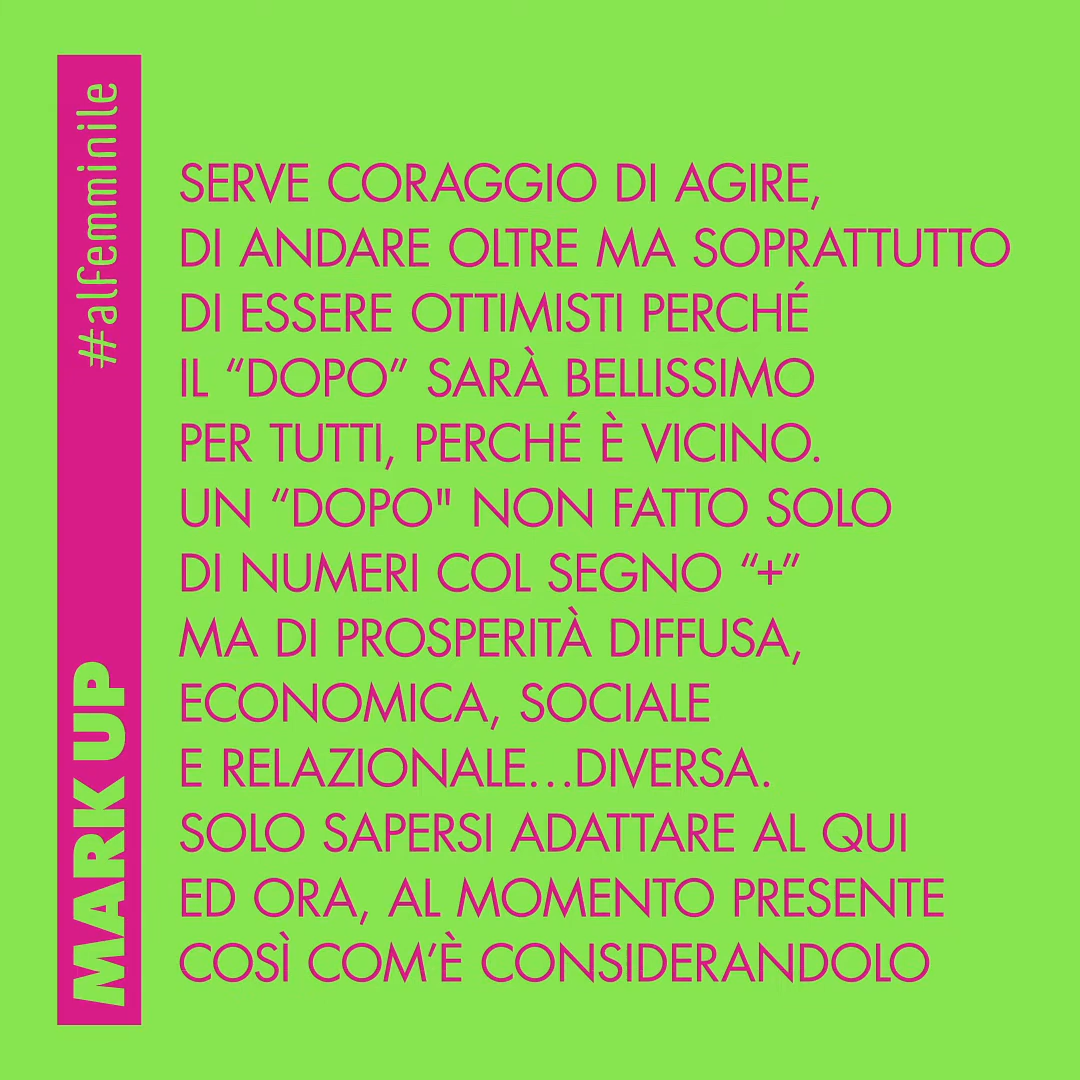 #alfemminile
MARK UP
SERVE CORAGGIO DI AGIRE,
DI ANDARE OLTRE MA SOPRATTUTTO
DI ESSERE OTTIMISTI PERCHÉ
IL “DOPO” SARÀ BELLISSIMO
PER TUTTI, PERCHÉ È VICINO.
UN “DOPO" NON FATTO SOLO
DI NUMERI COL SEGNO “+”
MA DI PROSPERITÀ DIFFUSA,
ECONOMICA, SOCIALE
E RELAZIONALE...DIVERSA.
SOLO SAPERSI ADATTARE AL QUI
ED ORA, AL MOMENTO PRESENTE
COSÌ COM’È CONSIDERANDOLO